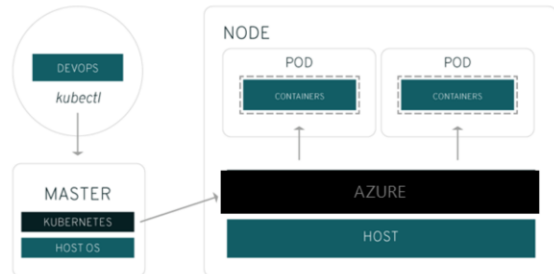 DEVOPS
kubectl
MASTER
KUBERNETES
HOST OS
NODE
POD
CONTAINERS
POD
CONTAINERS
AZURE
HOST